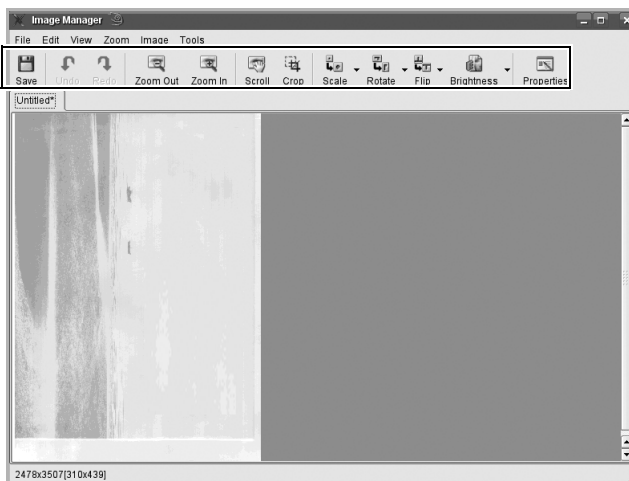 Image Manager
File Edit View Zoom Image Tools
Save Undo Redo Zoom Out Zoom In Scroll Crop Scale Rotate Flip Brightness Properties
Untitled*
2478x3507[310x439]